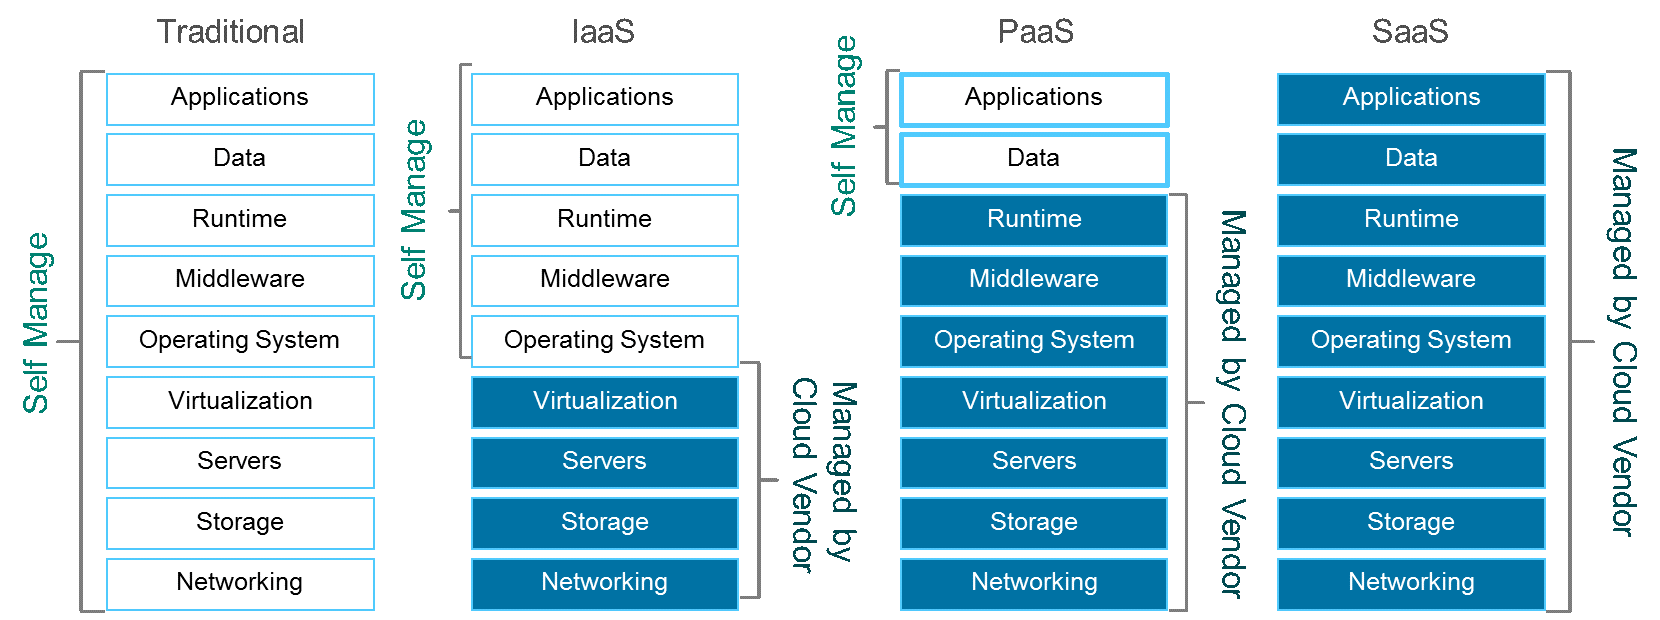 Traditional
IaaS
PaaS
SaaS
Self Manage
Applications
Data
Runtime
Middleware
Operating System
Virtualization
Servers
Storage
Networking
Self Manage
Applications
Data
Runtime
Middleware
Operating System
Virtualization
Servers
Storage
Networking
Managed by
Cloud Vendor
Self Manage
Applications
Data
Runtime
Middleware
Operating System
Virtualization
Servers
Storage
Networking
Managed by Cloud Vendor
Applications
Data
Runtime
Middleware
Operating System
Virtualization
Servers
Storage
Networking
Managed by Cloud Vendor